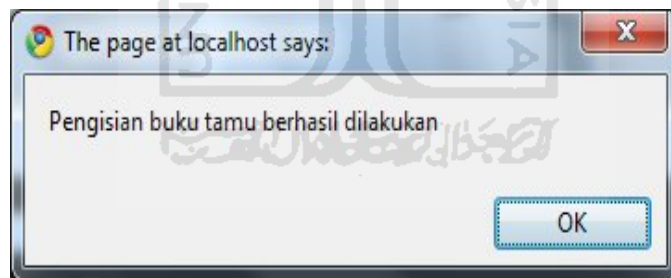 The page at localhost says:
Pengisian buku tamu berhasil dilakukan
OK